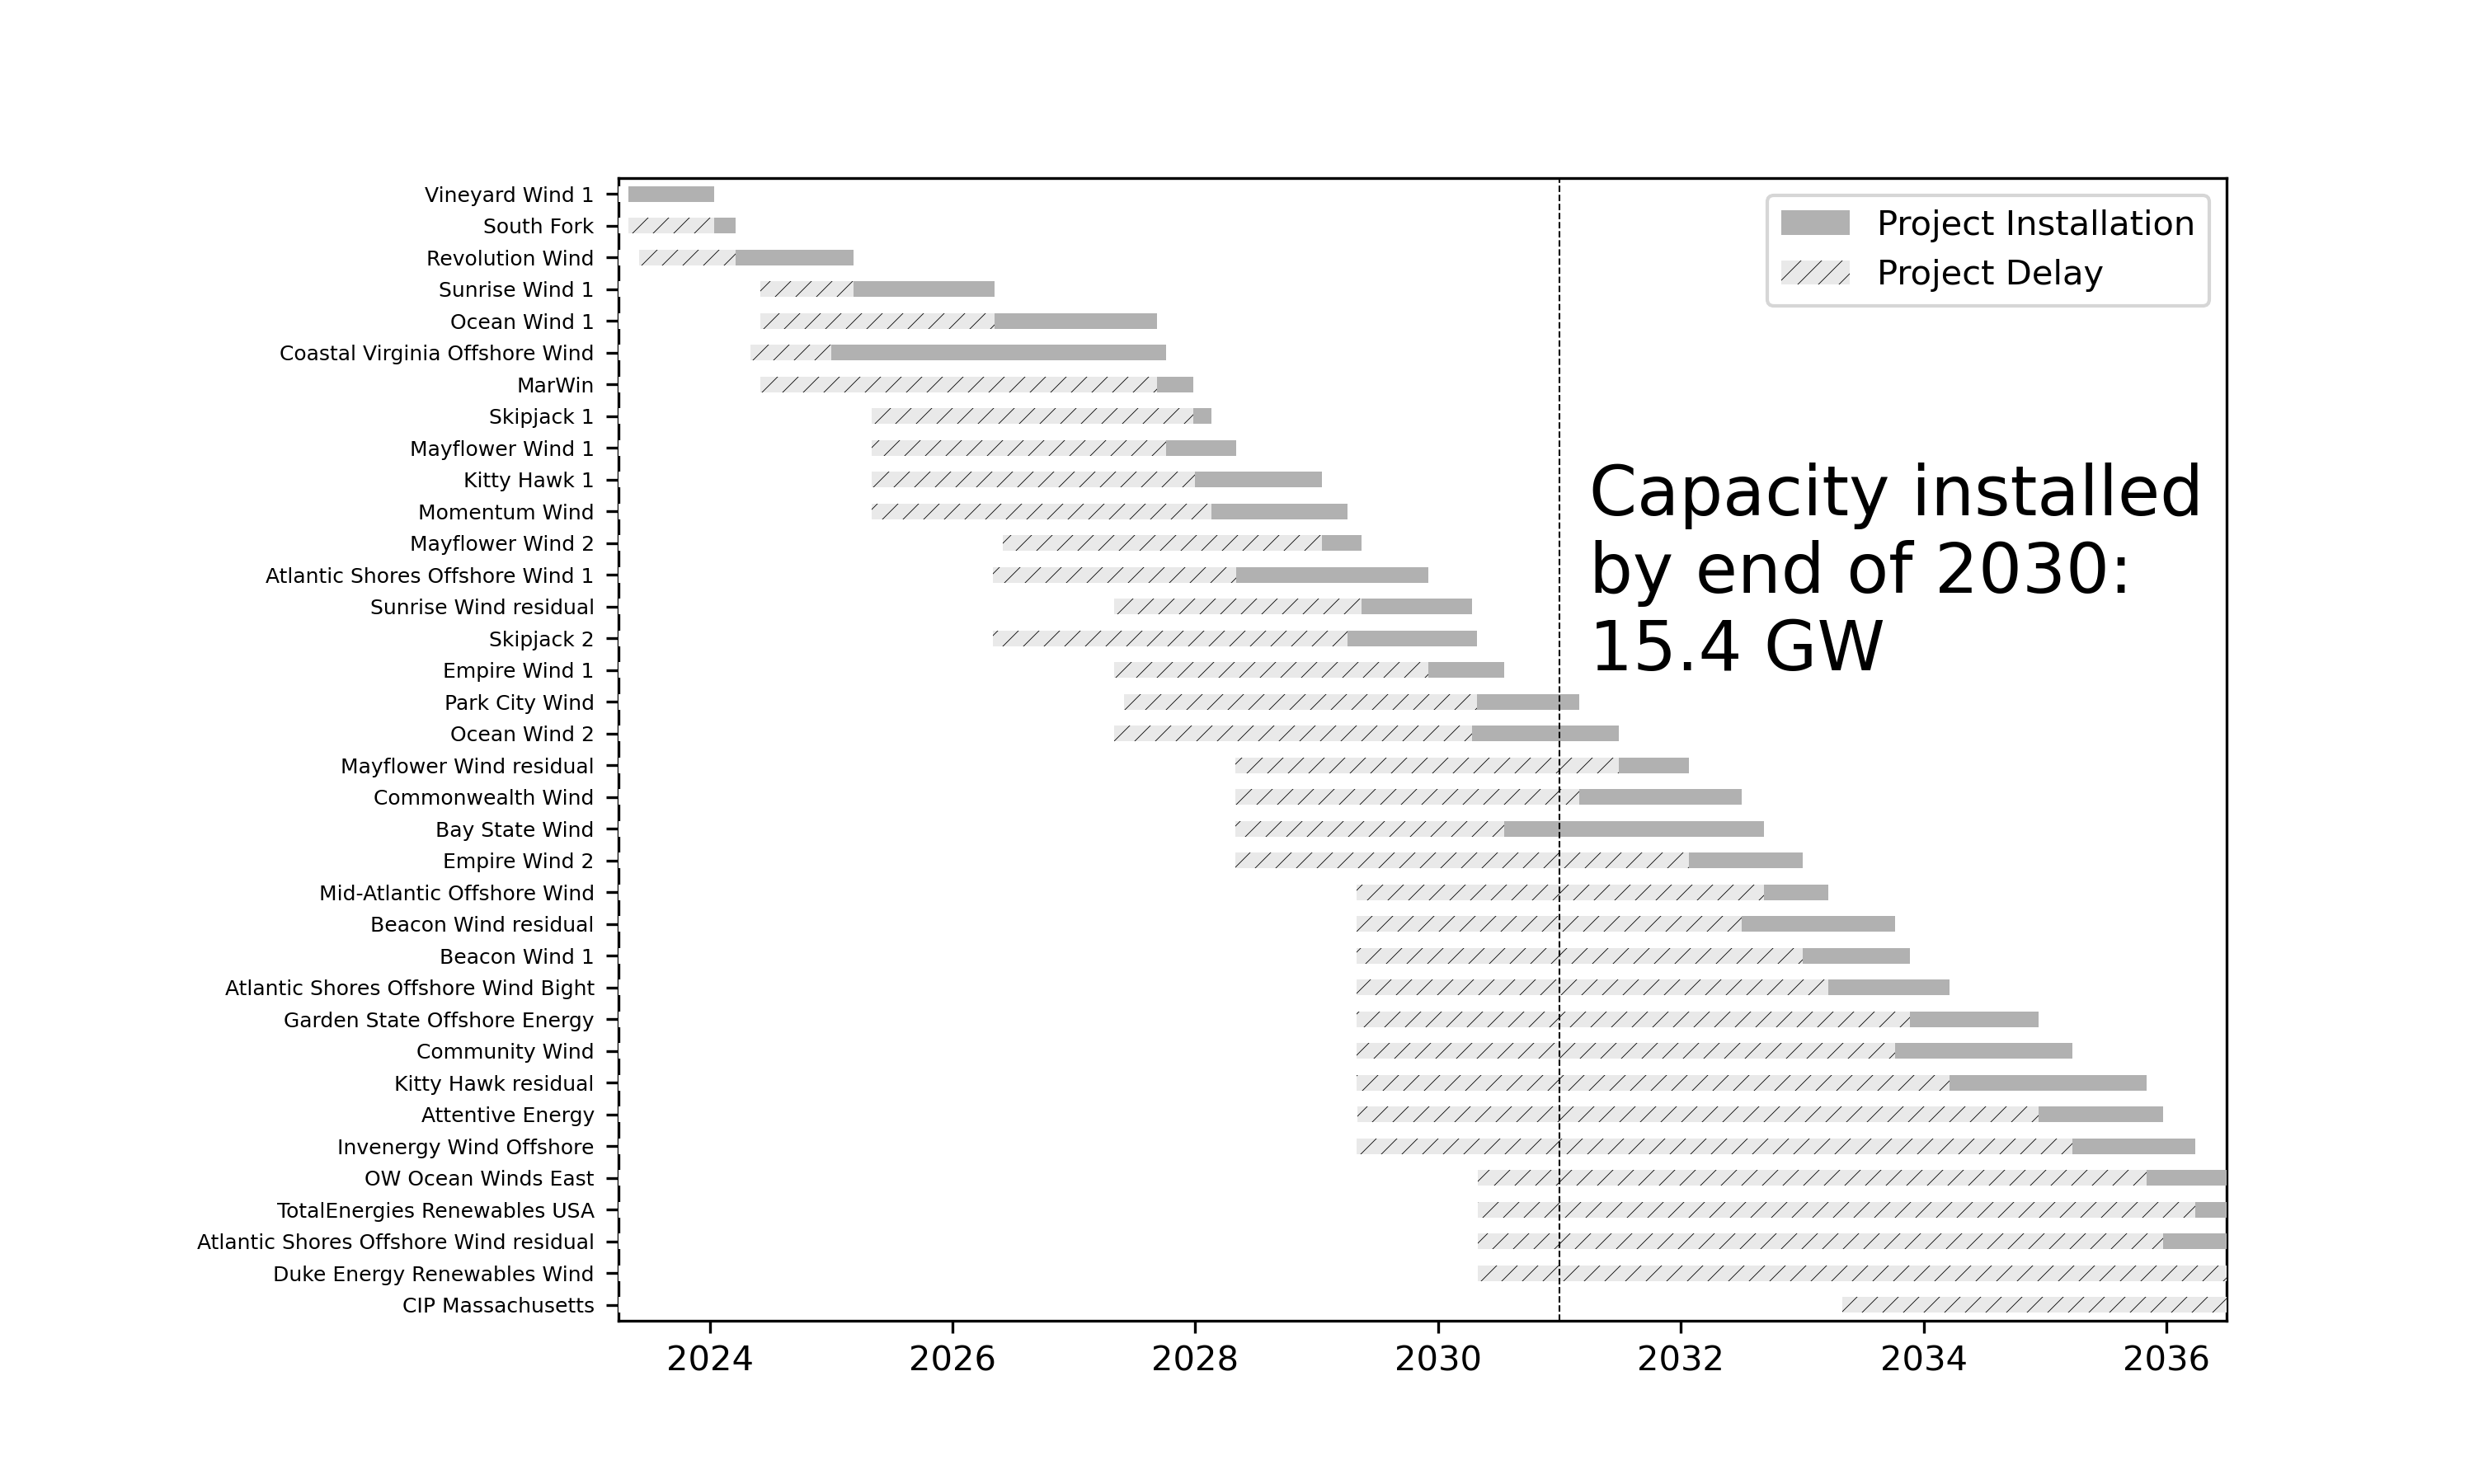 Vineyard Wind 1
South Fork
Revolution Wind
Sunrise Wind 1
Ocean Wind 1
Coastal Virginia Offshore Wind
MarWin
Skipjack 1
Mayflower Wind 1
Kitty Hawk 1
Momentum Wind
Mayflower Wind 2
Atlantic Shores Offshore Wind 1
Sunrise Wind residual
Skipjack 2
Empire Wind 1
Park City Wind
Ocean Wind 2
Mayflower Wind residual
Commonwealth Wind
Bay State Wind
Empire Wind 2
Mid-Atlantic Offshore Wind
Beacon Wind residual
Beacon Wind 1
Atlantic Shores Offshore Wind Bight
Garden State Offshore Energy
Community Wind
Kitty Hawk residual
Attentive Energy
Invenergy Wind Offshore
OW Ocean Winds East
TotalEnergies Renewables USA
Atlantic Shores Offshore Wind residual
Duke Energy Renewables Wind
CIP Massachusetts
Project Installation
Project Delay
Capacity installed
by end of 2030:
15.4 GW
2024 2026 2028 2030 2032 2034 2036